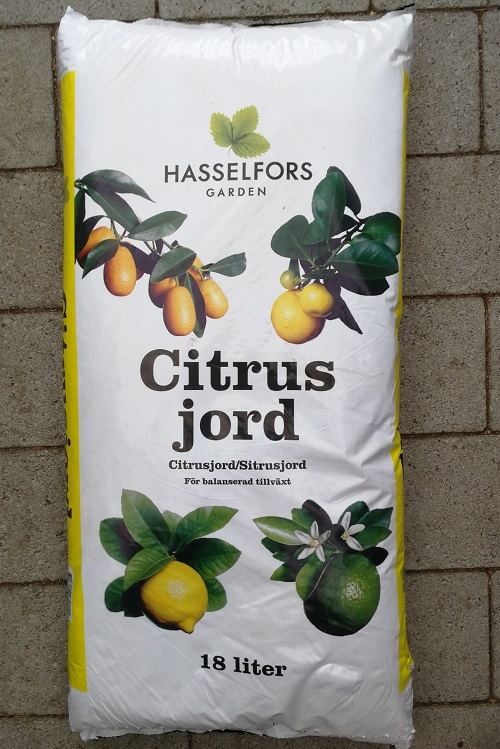 HASSELFORS
GARDEN
Citrus
jord
Citrusjord/Sitrusjord
För balanserad tillväxt
18 liter